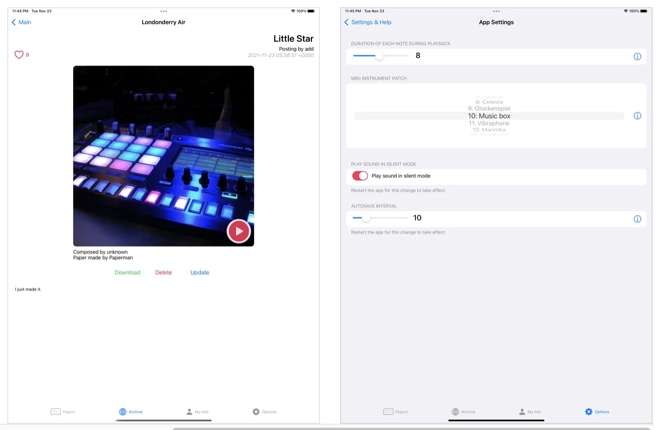 11:44 PM Tue Nov 23
100%
Main
Londonderry Air
Little Star
Posting by add
0
2021-11-23 05:38:37 +0000
Composed by unknown
Paper made by Paperman
Download
Delete
Update
I just made it.
Archive
My Info
Options
11:45 PM Tue Nov 23
100%
Settings & Help
App Settings
DURATION OF EACH NOTE DURING PLAYBACK
8
MIDI INSTRUMENT PATCH
8: Celesta
9: Glockenspiel
10: Music box
11: Vibraphone
12: Marimba
PLAY SOUND IN SILENT MODE
Play sound in silent mode
Restart the app for this change to take effect.
AUTOSAVE INTERVAL
10
Restart the app for this change to take effect.
Archive
My Info
Options